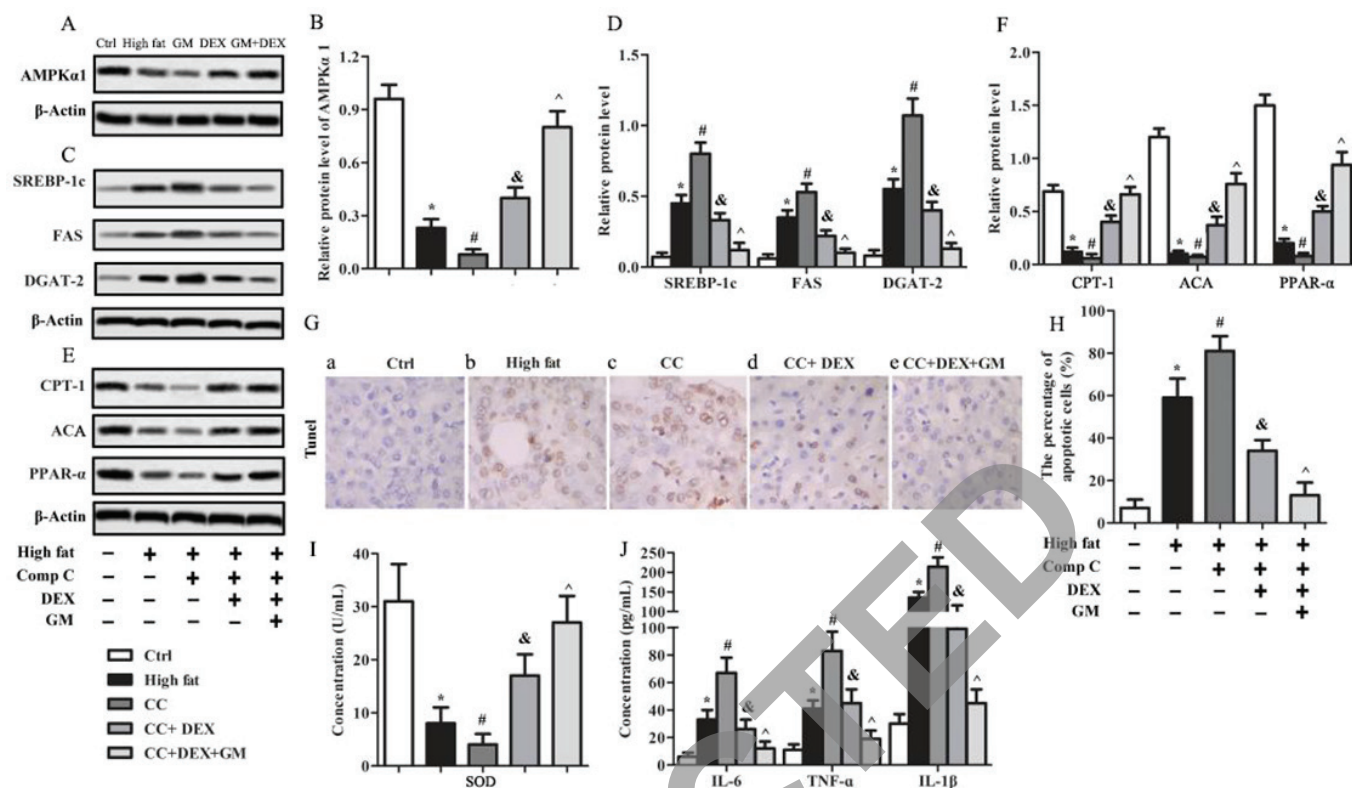 A
Ctrl High fat GM DEX GM+DEX
AMPKα1
β-Actin
C
SREBP-1c
FAS
DGAT-2
β-Actin
E
CPT-1
ACA
PPAR-α
β-Actin
High fat – + + + +
Comp C – – + + +
DEX – – – + +
GM – – – – +
Ctrl
High fat
CC
CC+ DEX
CC+DEX+GM
B
Relative protein level of AMPKα 1
1.2
0.9
0.6
0.3
0.0
* # & ^
D
Relative protein level
1.5
1.0
0.5
0.0
* # & ^
* # & ^
* # & ^
SREBP-1c FAS DGAT-2
F
Relative protein level
2.0
1.5
1.0
0.5
0.0
* # & ^
* # & ^
* # & ^
CPT-1 ACA PPAR-α
G
a Ctrl
b High fat
c CC
d CC+ DEX
e CC+DEX+GM
Tunel
H
The percentage of
apoptotic cells (%)
100
80
60
40
20
0
* # & ^
High fat – + + + +
Comp C – – + + +
DEX – – – + +
GM – – – – +
I
Concentration (U/mL)
40
30
20
10
0
* # & ^
SOD
J
Concentration (pg/mL)
250
200
150
100
100
80
60
40
20
0
* # & ^
* # & ^
* # & ^
IL-6 TNF-α IL-1β
CTED